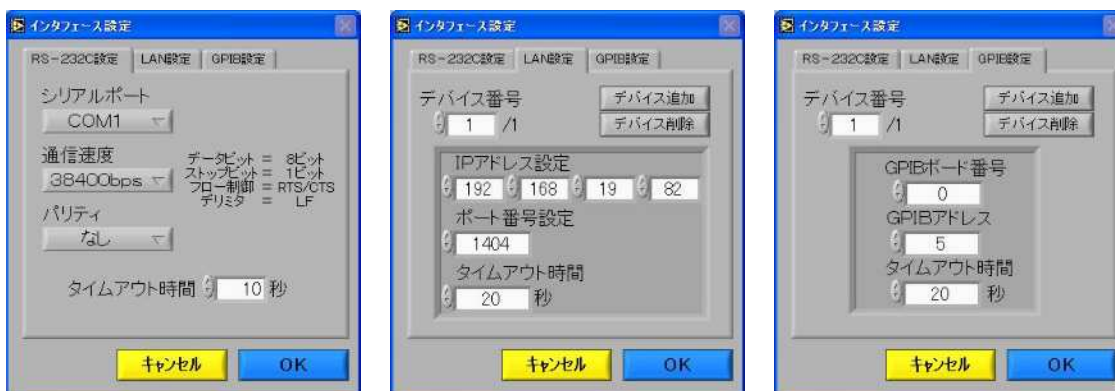 インタフェース設定
RS-232C設定 LAN設定 GPIB設定
シリアルポート
COM1
通信速度
38400bps
データビット = 8ビット
ストップビット = 1ビット
フロー制御 = RTS/CTS
デリミタ = LF
パリティ
なし
タイムアウト時間 10 秒
キャンセル OK
インタフェース設定
RS-232C設定 LAN設定 GPIB設定
デバイス番号
1 /1
デバイス追加
デバイス削除
IPアドレス設定
192 168 19 82
ポート番号設定
1404
タイムアウト時間
20 秒
キャンセル OK
インタフェース設定
RS-232C設定 LAN設定 GPIB設定
デバイス番号
1 /1
デバイス追加
デバイス削除
GPIBボード番号
0
GPIBアドレス
5
タイムアウト時間
20 秒
キャンセル OK